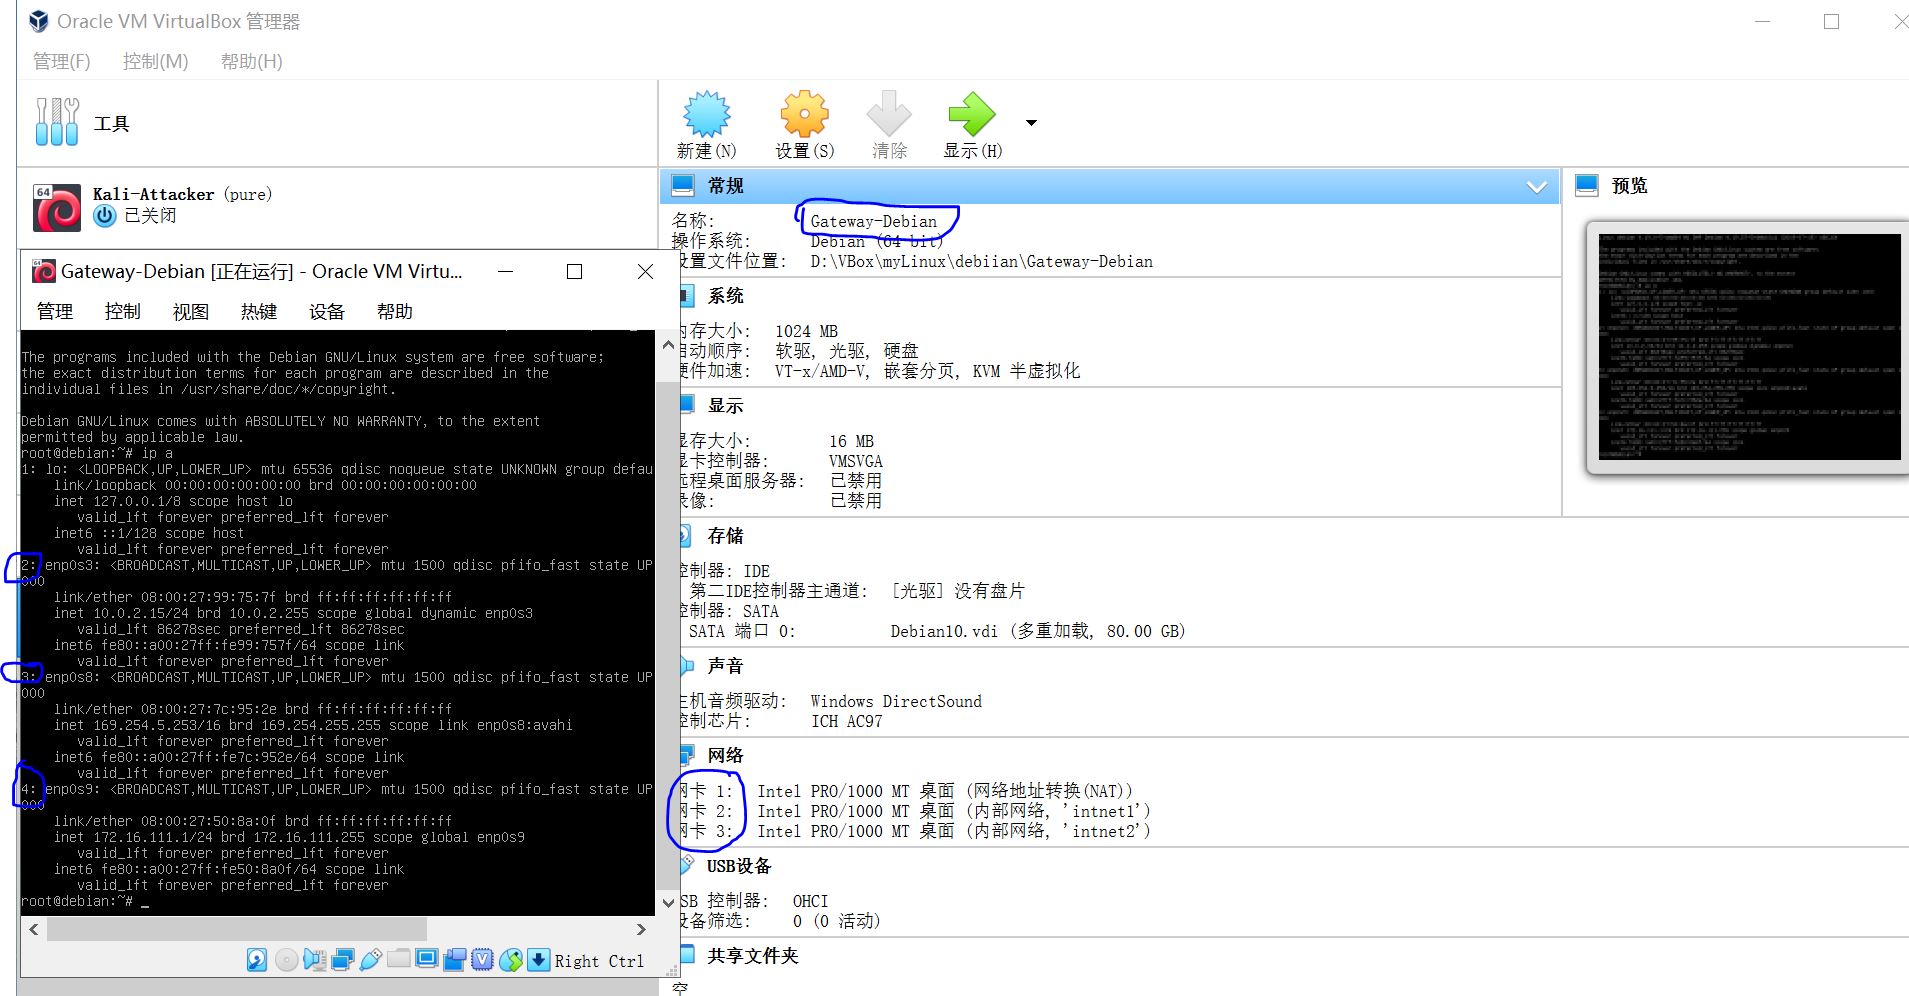 Oracle VM VirtualBox 管理器
管理(F) 控制(M) 帮助(H)
工具
新建(N) 设置(S) 清除 显示(H)
64
Kali-Attacker (pure)
已关闭
常规
名称: Gateway-Debian
操作系统: Debian (64-bit)
设置文件位置: D:\VBox\myLinux\debiian\Gateway-Debian
预览
Gateway-Debian [正在运行] - Oracle VM Virtu...
管理 控制 视图 热键 设备 帮助
The programs included with the Debian GNU/Linux system are free software;
the exact distribution terms for each program are described in the
individual files in /usr/share/doc/*/copyright.
Debian GNU/Linux comes with ABSOLUTELY NO WARRANTY, to the extent
permitted by applicable law.
root@debian:~# ip a
1: lo: <LOOPBACK,UP,LOWER_UP> mtu 65536 qdisc noqueue state UNKNOWN group defau
link/loopback 00:00:00:00:00:00 brd 00:00:00:00:00:00
inet 127.0.0.1/8 scope host lo
valid_lft forever preferred_lft forever
inet6 ::1/128 scope host
valid_lft forever preferred_lft forever
2: enp0s3: <BROADCAST,MULTICAST,UP,LOWER_UP> mtu 1500 qdisc pfifo_fast state UP
000
link/ether 08:00:27:99:75:7f brd ff:ff:ff:ff:ff:ff
inet 10.0.2.15/24 brd 10.0.2.255 scope global dynamic enp0s3
valid_lft 86278sec preferred_lft 86278sec
inet6 fe80::a00:27ff:fe99:757f/64 scope link
valid_lft forever preferred_lft forever
3: enp0s8: <BROADCAST,MULTICAST,UP,LOWER_UP> mtu 1500 qdisc pfifo_fast state UP
000
link/ether 08:00:27:7c:95:2e brd ff:ff:ff:ff:ff:ff
inet 169.254.5.253/16 brd 169.254.255.255 scope link enp0s8:avahi
valid_lft forever preferred_lft forever
inet6 fe80::a00:27ff:fe7c:952e/64 scope link
valid_lft forever preferred_lft forever
4: enp0s9: <BROADCAST,MULTICAST,UP,LOWER_UP> mtu 1500 qdisc pfifo_fast state UP
000
link/ether 08:00:27:50:8a:0f brd ff:ff:ff:ff:ff:ff
inet 172.16.111.1/24 brd 172.16.111.255 scope global enp0s9
valid_lft forever preferred_lft forever
inet6 fe80::a00:27ff:fe50:8a0f/64 scope link
valid_lft forever preferred_lft forever
root@debian:~# _
Right Ctrl
系统
内存大小: 1024 MB
启动顺序: 软驱, 光驱, 硬盘
硬件加速: VT-x/AMD-V, 嵌套分页, KVM 半虚拟化
显示
显存大小: 16 MB
显卡控制器: VMSVGA
远程桌面服务器: 已禁用
录像: 已禁用
存储
控制器: IDE
第二IDE控制器主通道: [光驱] 没有盘片
控制器: SATA
SATA 端口 0: Debian10.vdi (多重加载, 80.00 GB)
声音
主机音频驱动: Windows DirectSound
控制芯片: ICH AC97
网络
网卡 1: Intel PRO/1000 MT 桌面 (网络地址转换(NAT))
网卡 2: Intel PRO/1000 MT 桌面 (内部网络, 'intnet1')
网卡 3: Intel PRO/1000 MT 桌面 (内部网络, 'intnet2')
USB设备
USB 控制器: OHCI
设备筛选: 0 (0 活动)
共享文件夹
空